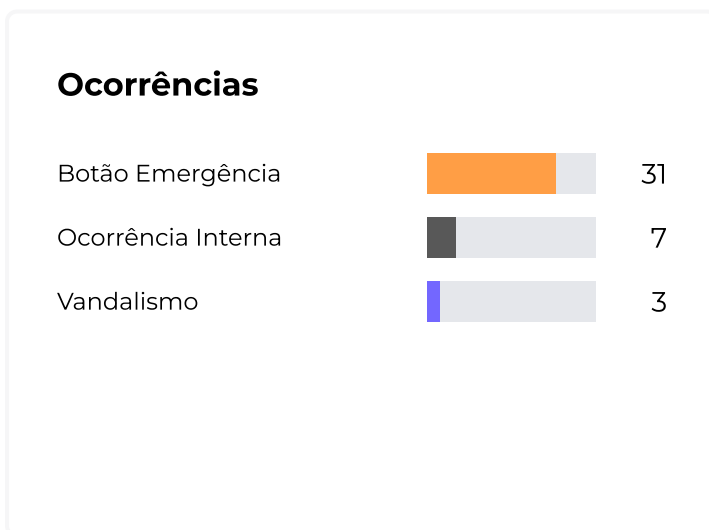 Ocorrências
Botão Emergência 31
Ocorrência Interna 7
Vandalismo 3